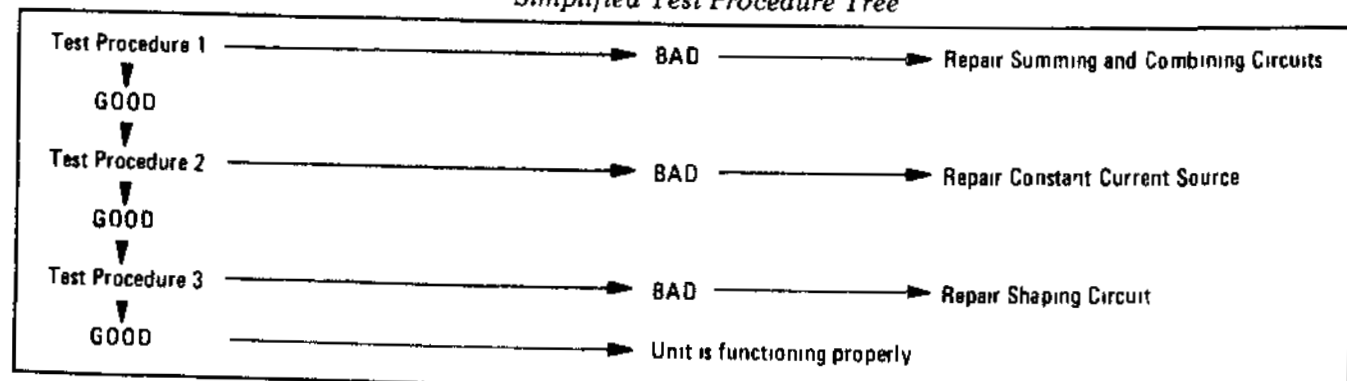 Simplified Test Procedure Tree
Test Procedure 1 BAD Repair Summing and Combining Circuits
GOOD
Test Procedure 2 BAD Repair Constant Current Source
GOOD
Test Procedure 3 BAD Repair Shaping Circuit
GOOD Unit is functioning properly